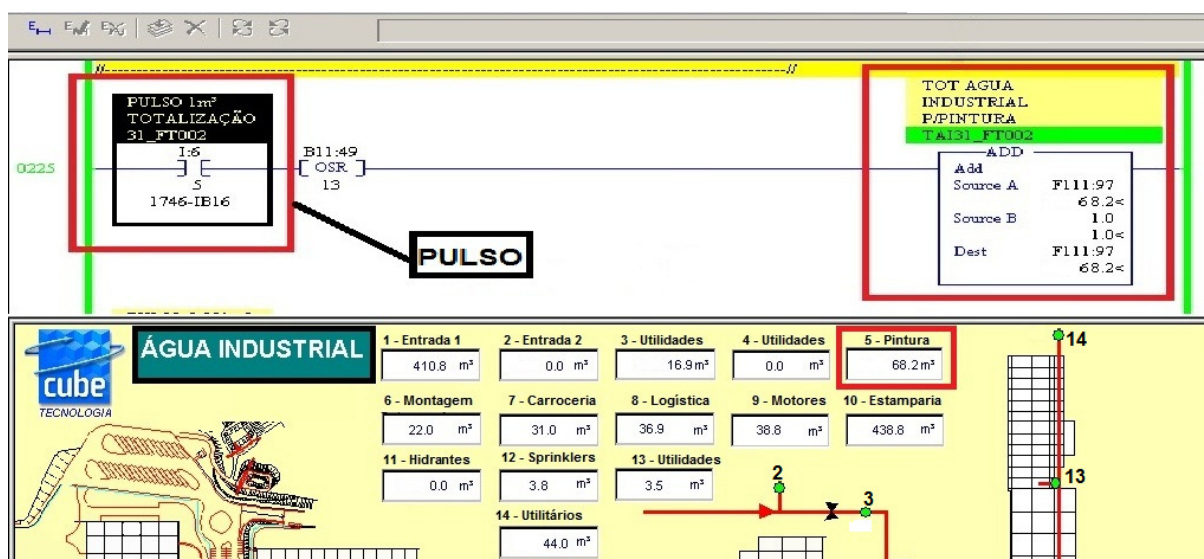 //------------------------------------------------------------//
PULSO 1m³
TOTALIZAÇÃO
31_FT002
I:6
5
1746-IB16
B11:49
OSR
13
0225
PULSO
TOT AGUA
INDUSTRIAL
P/PINTURA
TAI31_FT002
ADD
Add
Source A F111:97
68.2<
Source B 1.0
1.0<
Dest F111:97
68.2<
cube
TECNOLOGIA
ÁGUA INDUSTRIAL
1 - Entrada 1
410.8 m³
2 - Entrada 2
0.0 m³
3 - Utilidades
16.9m³
4 - Utilidades
0.0 m³
5 - Pintura
68.2m³
6 - Montagem
22.0 m³
7 - Carroceria
31.0 m³
8 - Logística
36.9 m³
9 - Motores
38.8 m³
10 - Estamparia
438.8 m³
11 - Hidrantes
0.0 m³
12 - Sprinklers
3.8 m³
13 - Utilidades
3.5 m³
14 - Utilitários
44.0 m³
2
3
14
13